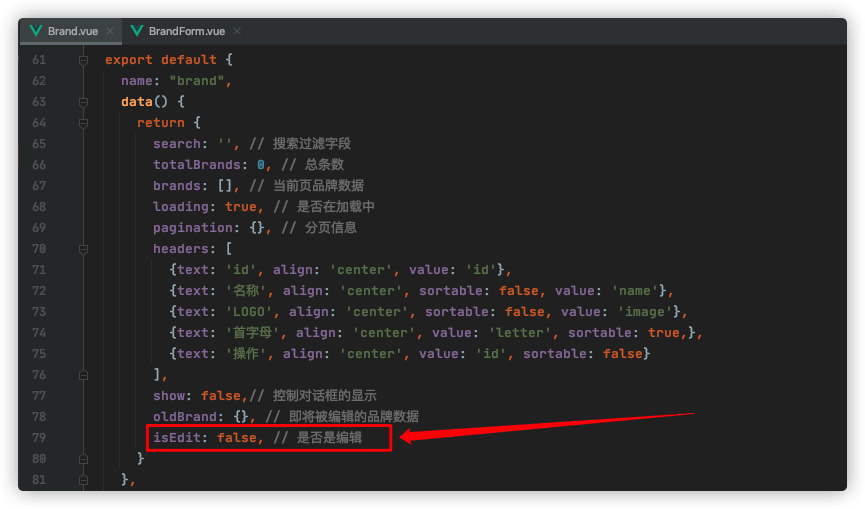 Brand.vue × BrandForm.vue ×
61 export default {
62 name: "brand",
63 data() {
64 return {
65 search: '', // 搜索过滤字段
66 totalBrands: 0, // 总条数
67 brands: [], // 当前页品牌数据
68 loading: true, // 是否在加载中
69 pagination: {}, // 分页信息
70 headers: [
71 {text: 'id', align: 'center', value: 'id'},
72 {text: '名称', align: 'center', sortable: false, value: 'name'},
73 {text: 'LOGO', align: 'center', sortable: false, value: 'image'},
74 {text: '首字母', align: 'center', value: 'letter', sortable: true,},
75 {text: '操作', align: 'center', value: 'id', sortable: false}
76 ],
77 show: false,// 控制对话框的显示
78 oldBrand: {}, // 即将被编辑的品牌数据
79 isEdit: false, // 是否是编辑
80 }
81 },